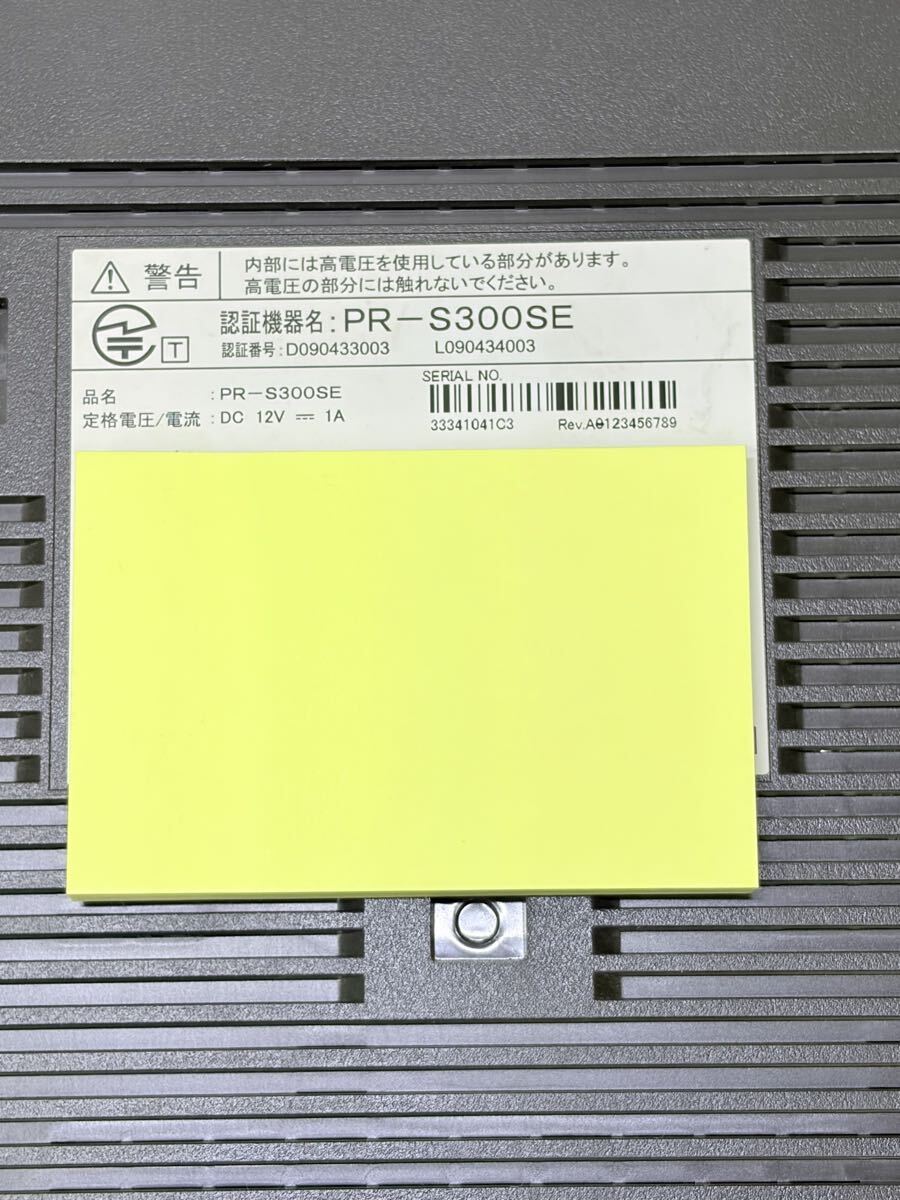 警告
内部には高電圧を使用している部分があります。
高電圧の部分には触れないでください。
T
認証機器名:PR-S300SE
認証番号:D090433003 L090434003
品名 :PR-S300SE
定格電圧/電流 :DC 12V ⎓ 1A
SERIAL NO.
33341041C3 Rev.A0123456789